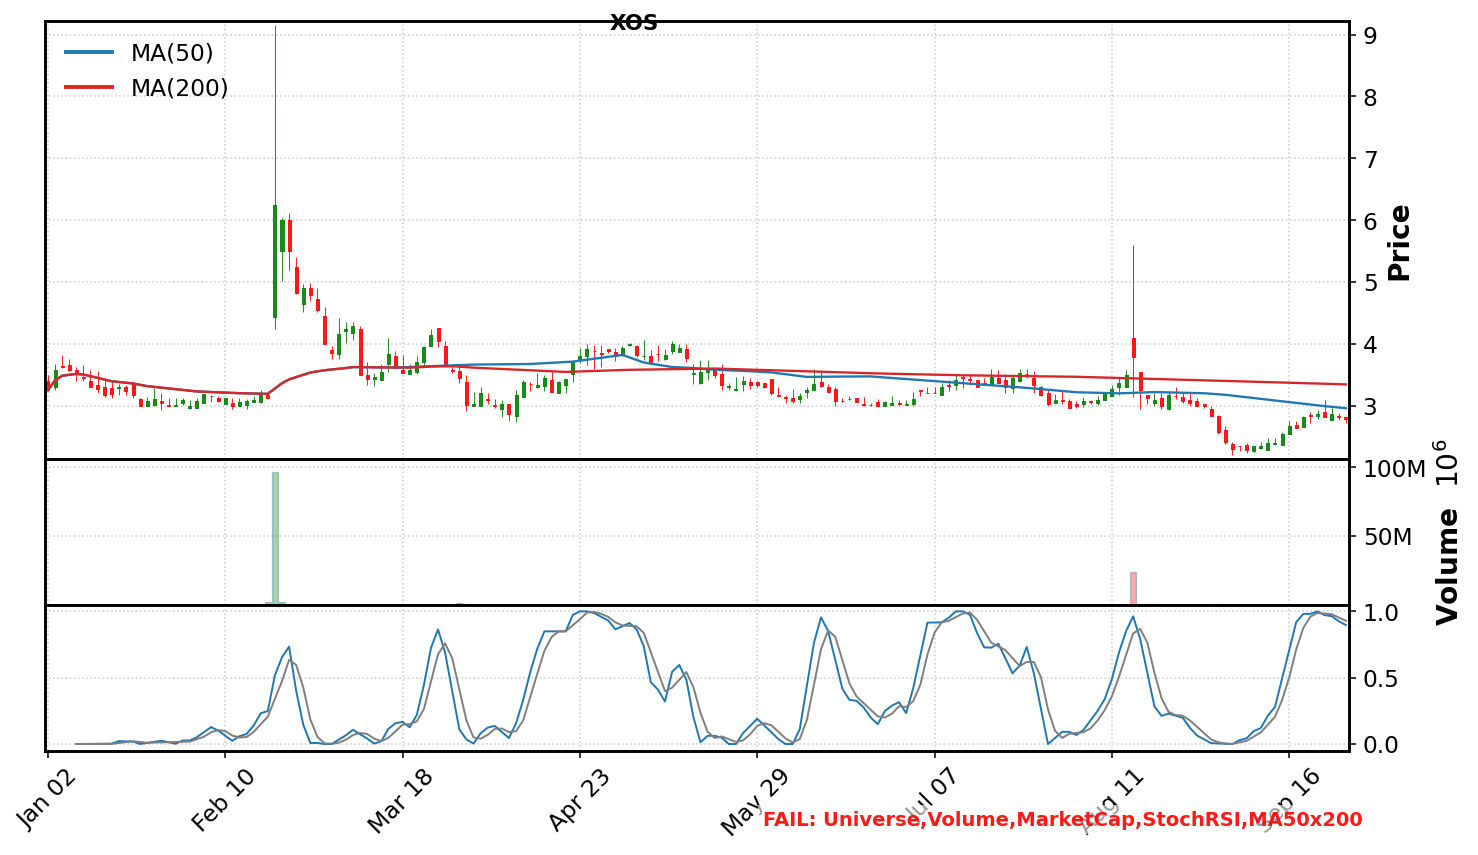 XOS
MA(50)
MA(200)
9
8
7
6
5
4
3
Price
100M
50M
Volume 10^6
1.0
0.5
0.0
Jan 02
Feb 10
Mar 18
Apr 23
May 29
Jul 07
Aug 11
Sep 16
FAIL: Universe,Volume,MarketCap,StochRSI,MA50x200